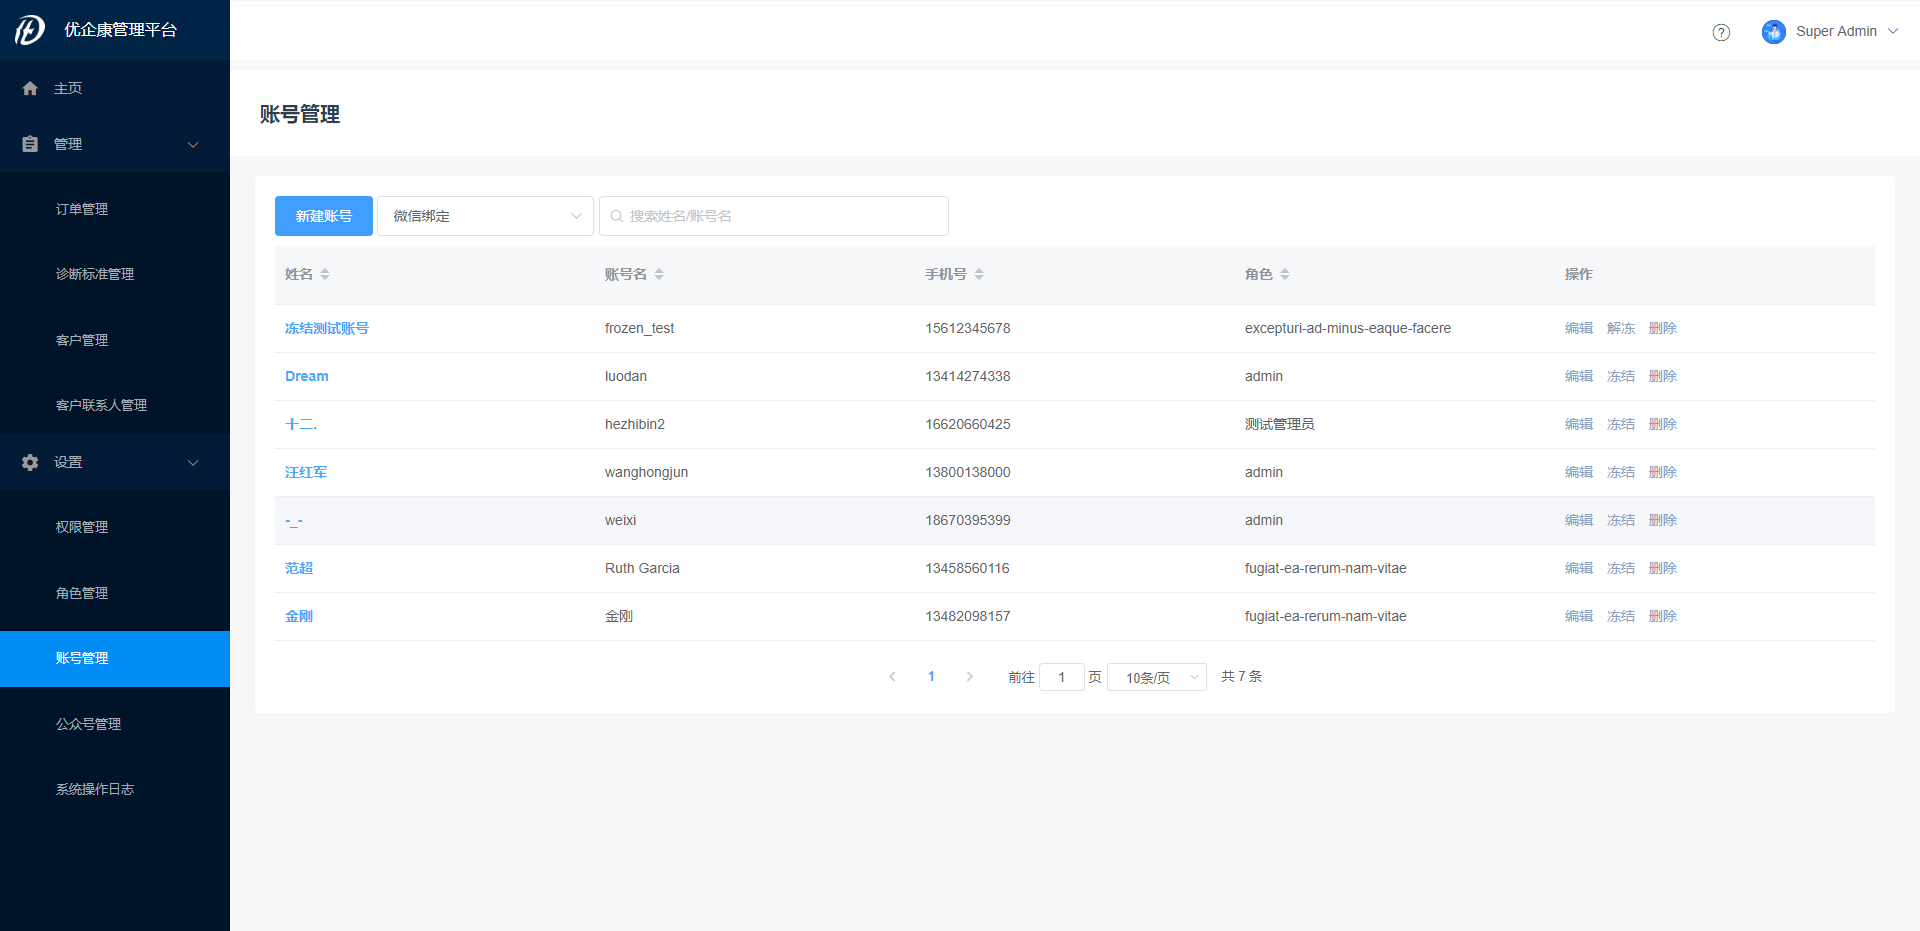 优企康管理平台
Super Admin
主页
管理
订单管理
诊断标准管理
客户管理
客户联系人管理
设置
权限管理
角色管理
账号管理
公众号管理
系统操作日志
账号管理
新建账号 微信绑定 搜索姓名/账号名
姓名 账号名 手机号 角色 操作
冻结测试账号 frozen_test 15612345678 excepturi-ad-minus-eaque-facere 编辑 解冻 删除
Dream luodan 13414274338 admin 编辑 冻结 删除
十二. hezhibin2 16620660425 测试管理员 编辑 冻结 删除
汪红军 wanghongjun 13800138000 admin 编辑 冻结 删除
-_- weixi 18670395399 admin 编辑 冻结 删除
范超 Ruth Garcia 13458560116 fugiat-ea-rerum-nam-vitae 编辑 冻结 删除
金刚 金刚 13482098157 fugiat-ea-rerum-nam-vitae 编辑 冻结 删除
1 前往 1 页 10条/页 共 7 条